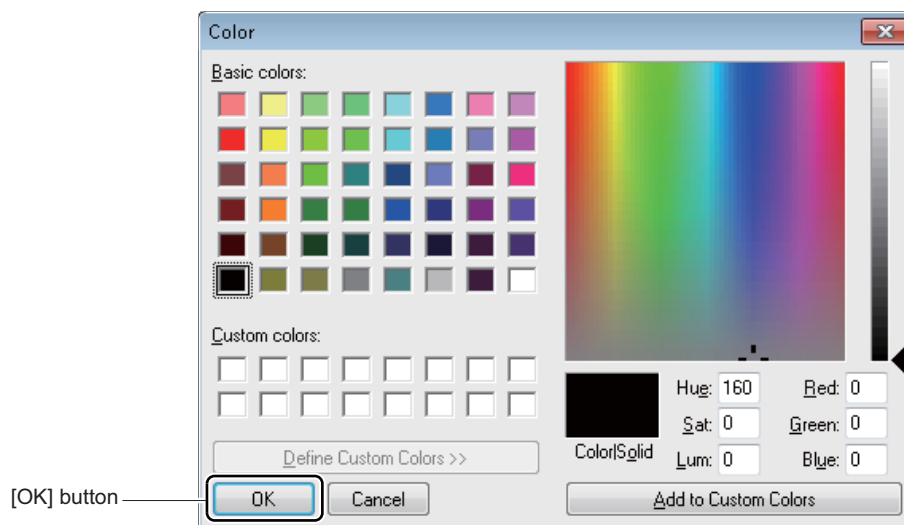 Color
Basic colors:
Custom colors:
Define Custom Colors >>
OK
Cancel
Color|Solid
Hue: 160
Sat: 0
Lum: 0
Red: 0
Green: 0
Blue: 0
Add to Custom Colors
[OK] button